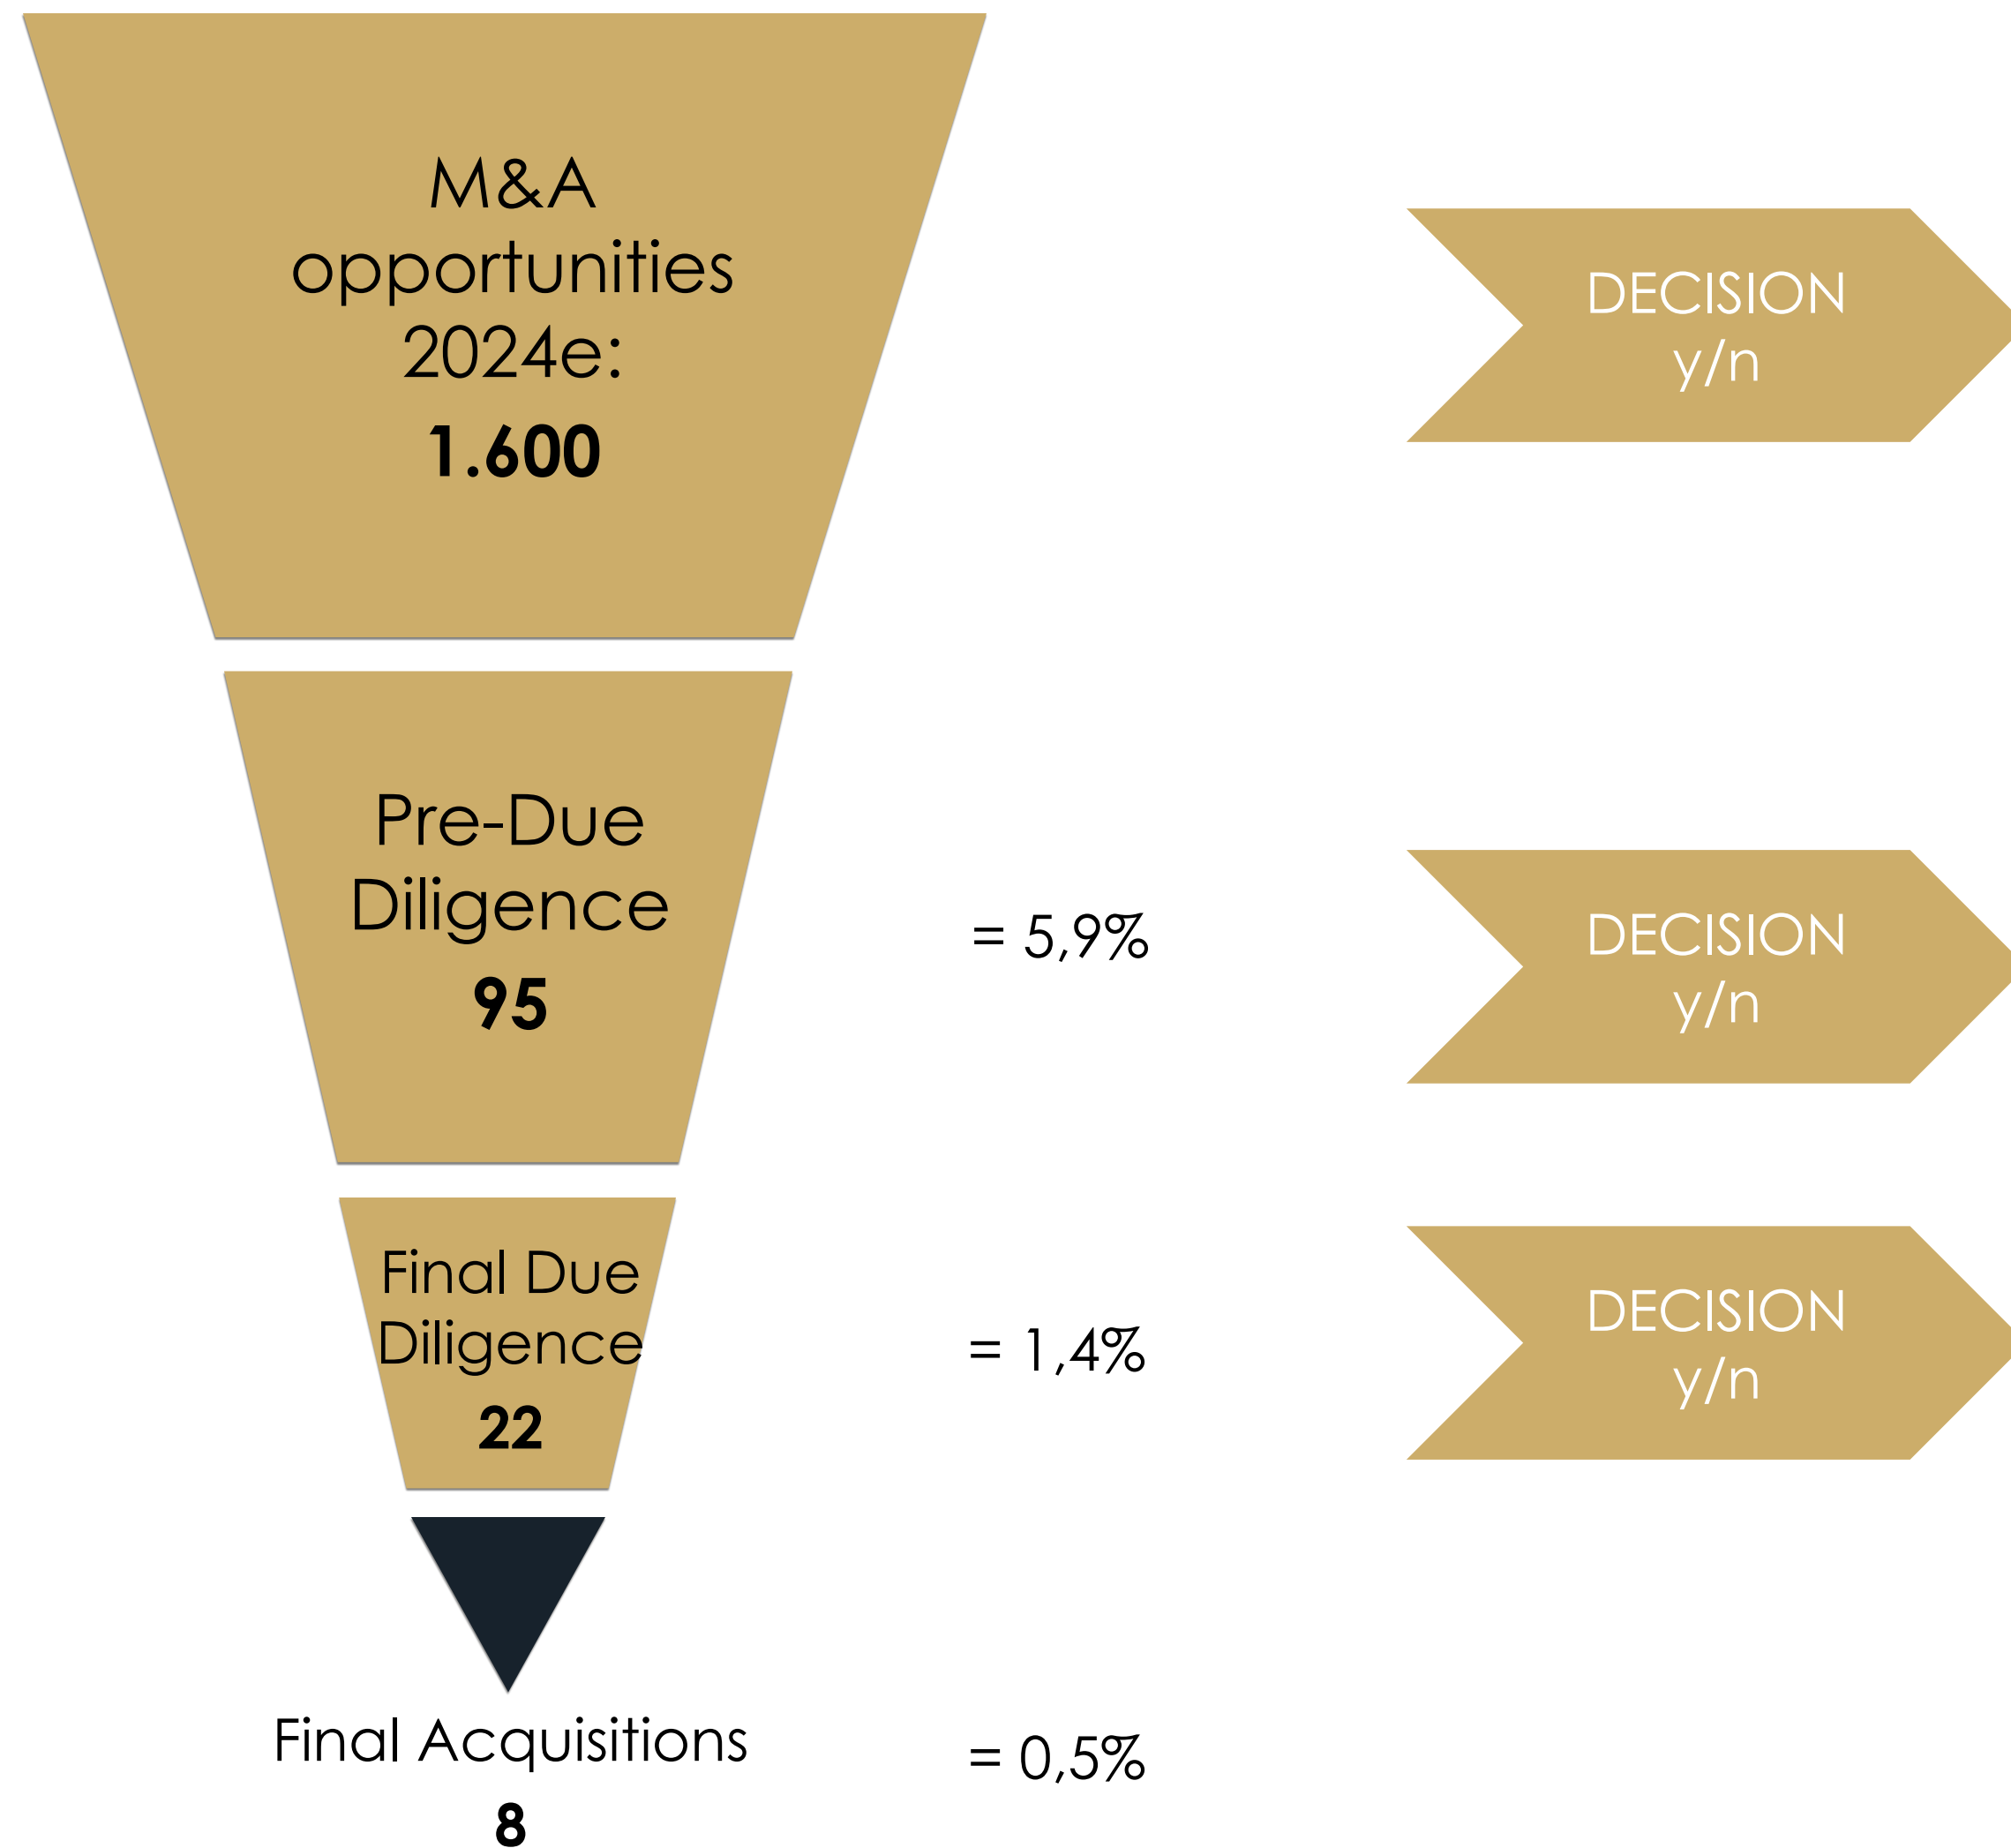 M&A
opportunities
2024e:
1.600
DECISION
y/n
Pre-Due
Dilligence
95
= 5,9%
DECISION
y/n
Final Due
Diligence
22
= 1,4%
DECISION
y/n
Final Acquisitions
8
= 0,5%